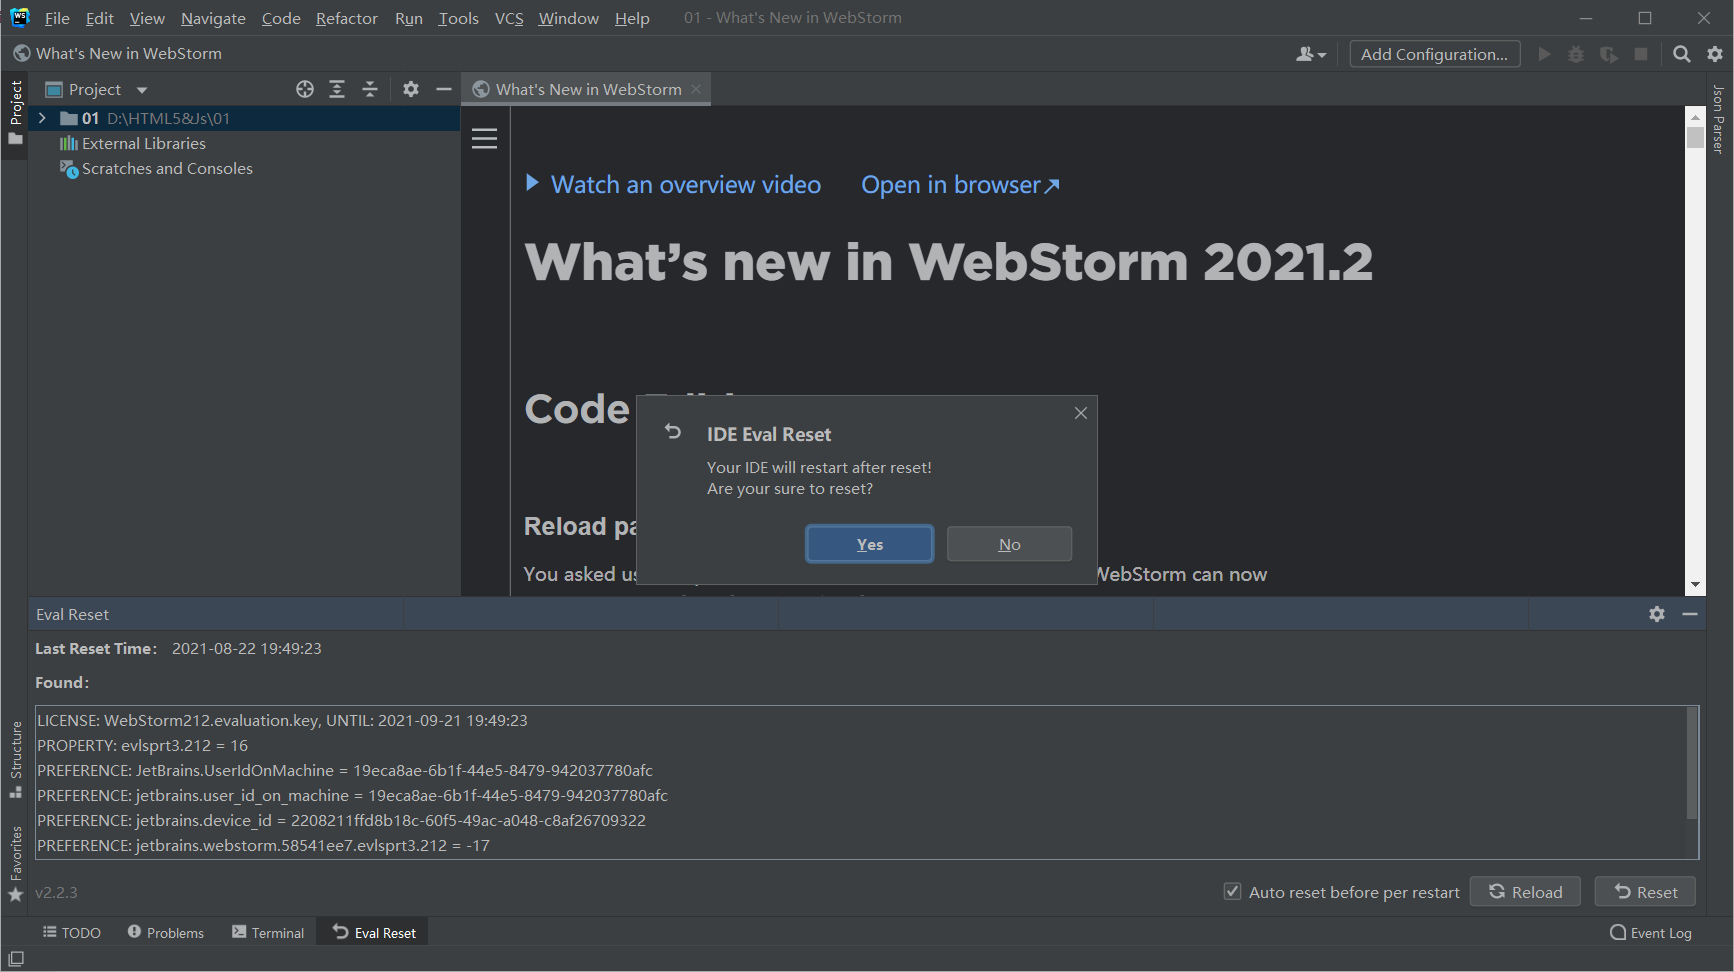 WS File Edit View Navigate Code Refactor Run Tools VCS Window Help 01 - What's New in WebStorm
What's New in WebStorm
Add Configuration...
Project
Project
What's New in WebStorm
Json Parser
01 D:\HTML5&Js\01
External Libraries
Scratches and Consoles
Watch an overview video Open in browser
What's new in WebStorm 2021.2
Code
IDE Eval Reset
Your IDE will restart after reset!
Are your sure to reset?
Yes No
Reload pa
You asked us
WebStorm can now
Eval Reset
Last Reset Time: 2021-08-22 19:49:23
Found:
LICENSE: WebStorm212.evaluation.key, UNTIL: 2021-09-21 19:49:23
PROPERTY: evlsprt3.212 = 16
PREFERENCE: JetBrains.UserIdOnMachine = 19eca8ae-6b1f-44e5-8479-942037780afc
PREFERENCE: jetbrains.user_id_on_machine = 19eca8ae-6b1f-44e5-8479-942037780afc
PREFERENCE: jetbrains.device_id = 2208211ffd8b18c-60f5-49ac-a048-c8af26709322
PREFERENCE: jetbrains.webstorm.58541ee7.evlsprt3.212 = -17
Structure
Favorites
v2.2.3
Auto reset before per restart Reload Reset
TODO Problems Terminal Eval Reset Event Log